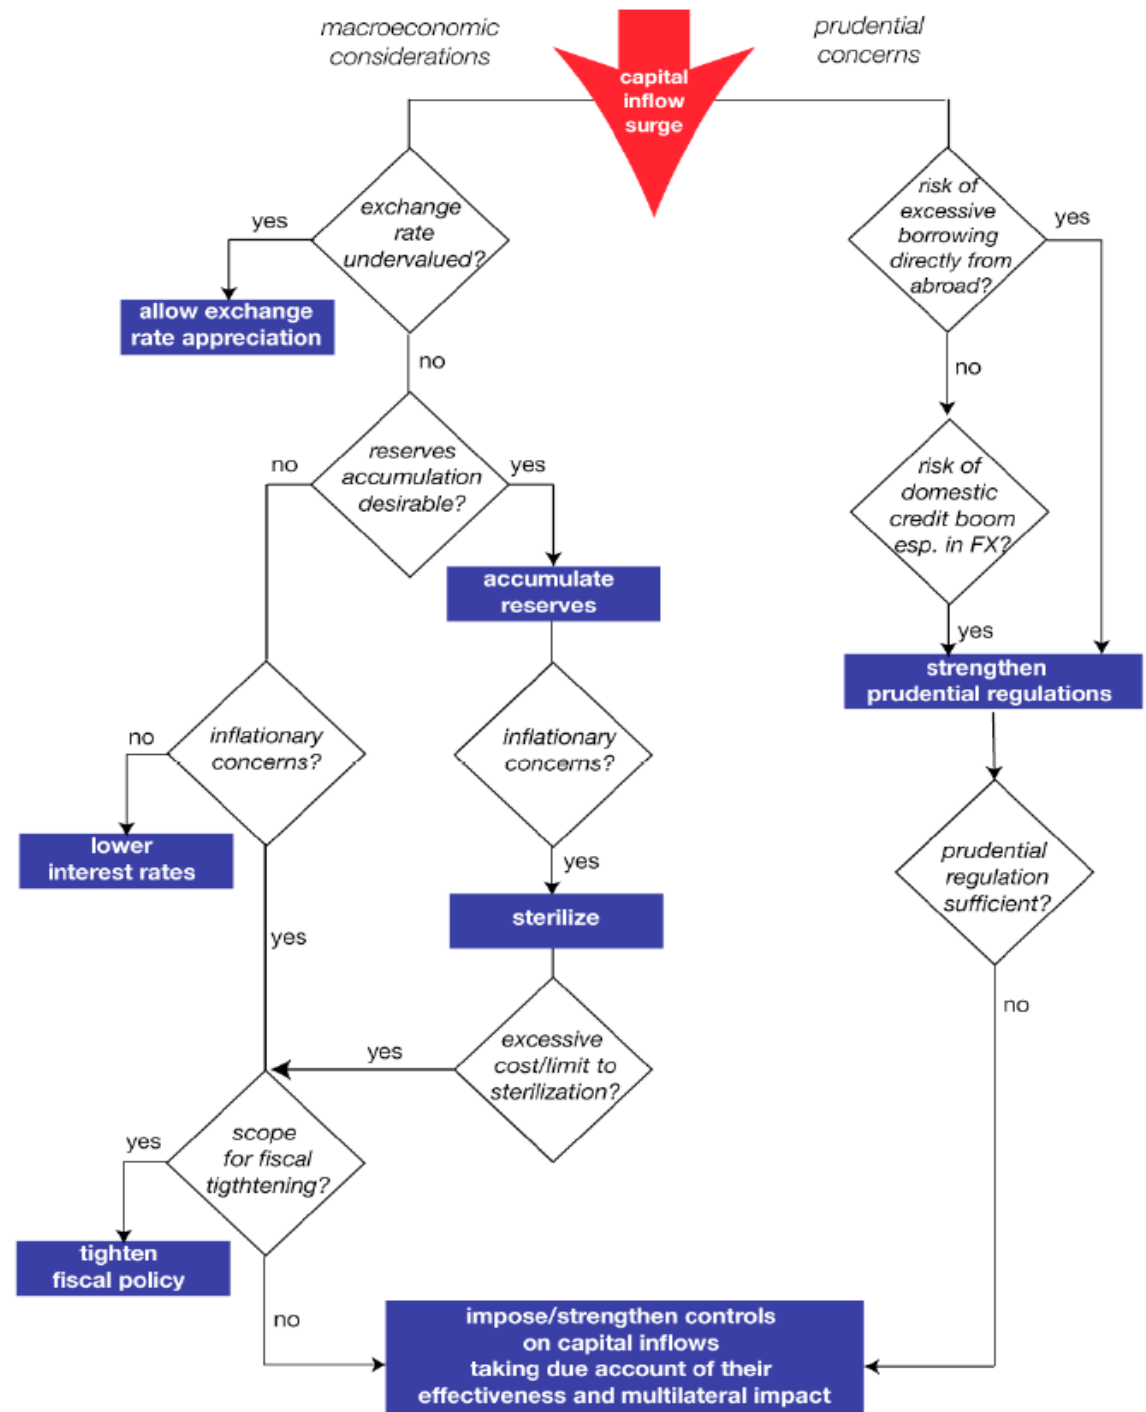 macroeconomic
considerations
prudential
concerns
capital
inflow
surge
exchange
rate
undervalued?
yes
allow exchange
rate appreciation
no
reserves
accumulation
desirable?
no
yes
accumulate
reserves
inflationary
concerns?
no
lower
interest rates
yes
inflationary
concerns?
yes
sterilize
excessive
cost/limit to
sterilization?
yes
scope
for fiscal
tigthtening?
yes
tighten
fiscal policy
no
risk of
excessive
borrowing
directly from
abroad?
yes
no
risk of
domestic
credit boom
esp. in FX?
yes
strengthen
prudential regulations
prudential
regulation
sufficient?
no
impose/strengthen controls
on capital inflows
taking due account of their
effectiveness and multilateral impact